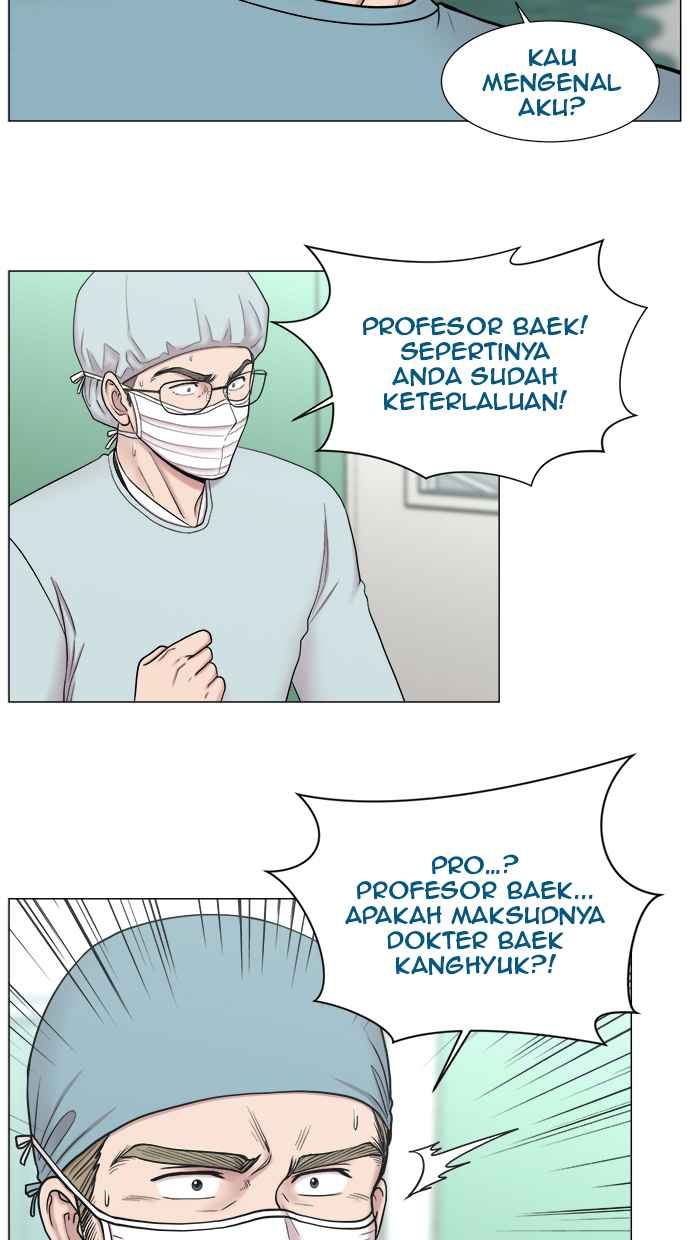 KAU
MENGENAL
AKU?
PROFESOR BAEK!
SEPERTINYA
ANDA SUDAH
KETERLALUAN!
PRO...?
PROFESOR BAEK...
APAKAH MAKSUDNYA
DOKTER BAEK
KANGHYUK?!